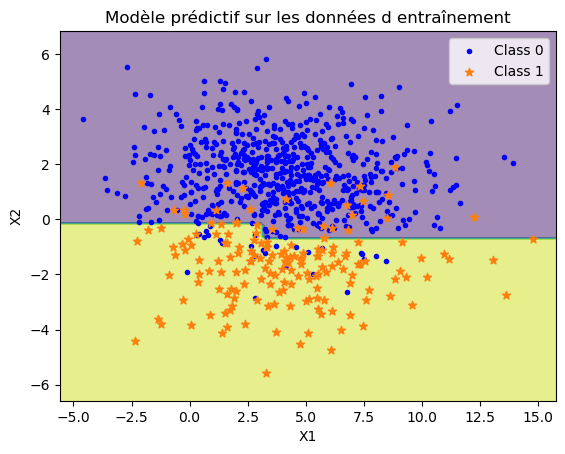 Modèle prédictif sur les données d entraînement
Class 0
Class 1
X2
6
4
2
0
−2
−4
−6
−5.0 −2.5 0.0 2.5 5.0 7.5 10.0 12.5 15.0
X1